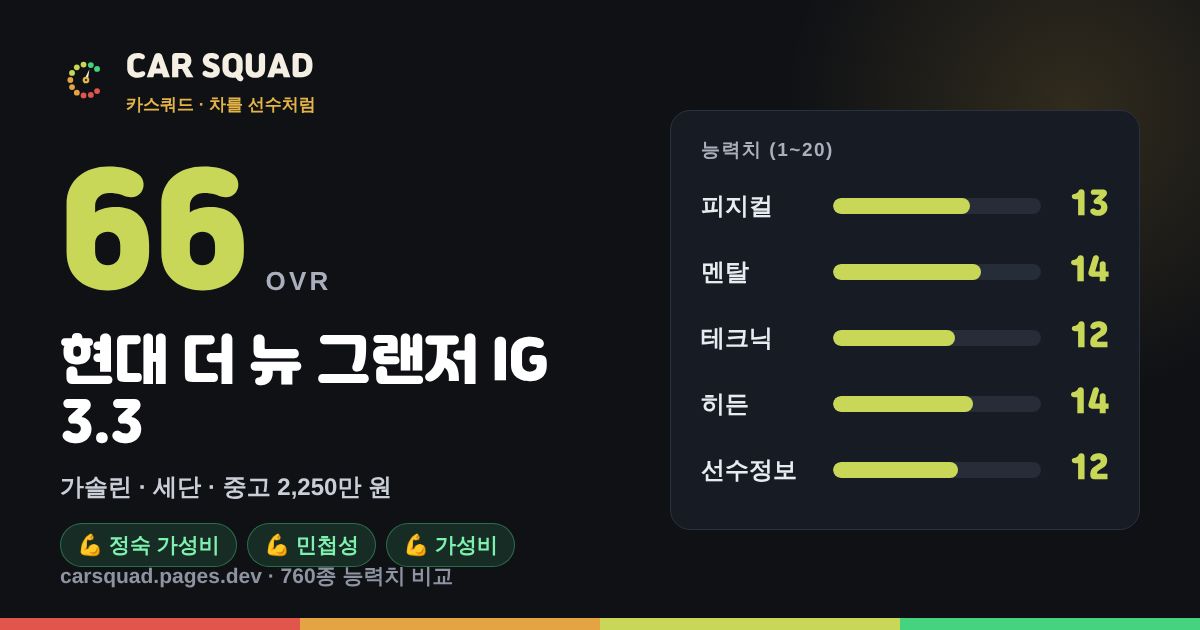 CAR SQUAD
카스쿼드 · 차를 선수처럼
66 OVR
현대 더 뉴 그랜저 IG
3.3
가솔린 · 세단 · 중고 2,250만 원
💪 정숙 가성비 💪 민첩성 💪 가성비
carsquad.pages.dev · 760종 능력치 비교
능력치 (1~20)
피지컬 13
멘탈 14
테크닉 12
히든 14
선수정보 12